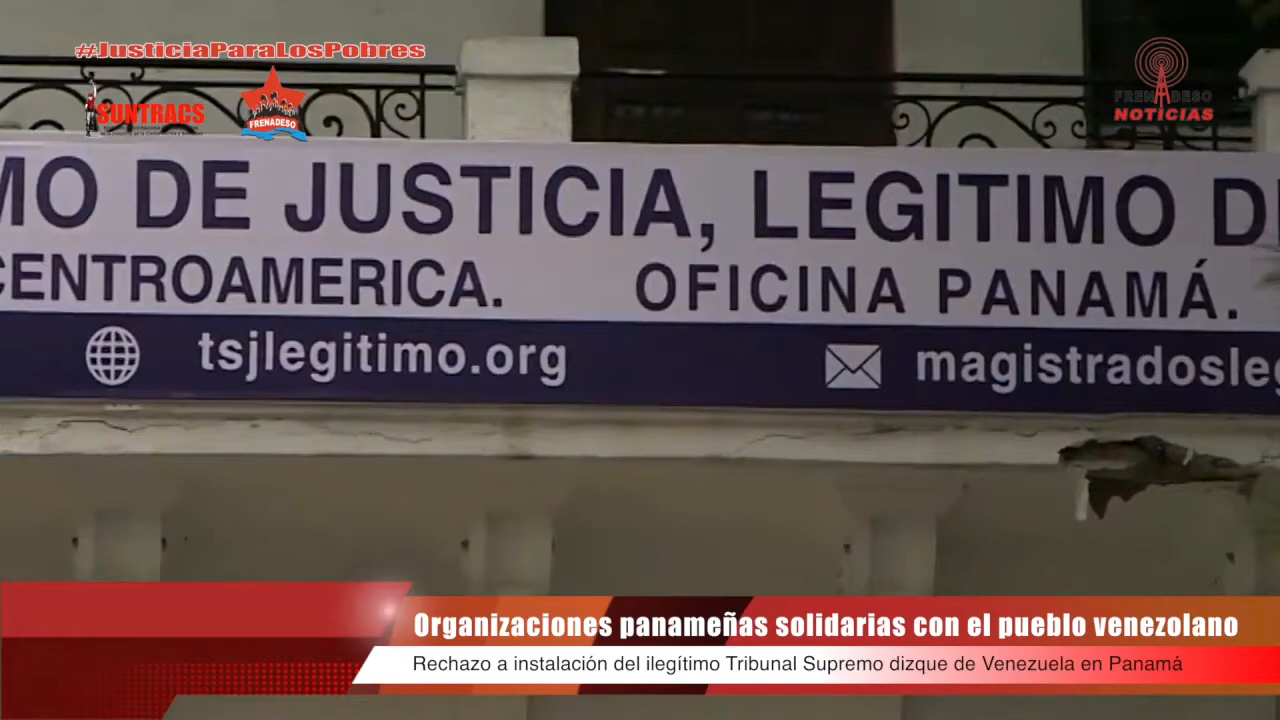 #JusticiaParaLosPobres
SUNTRACS
FRENADESO
FRENADESO
NOTICIAS
MO DE JUSTICIA, LEGITIMO D
CENTROAMERICA. OFICINA PANAMÁ.
tsjlegitimo.org magistradosleg
Organizaciones panameñas solidarias con el pueblo venezolano
Rechazo a instalación del ilegítimo Tribunal Supremo dizque de Venezuela en Panamá